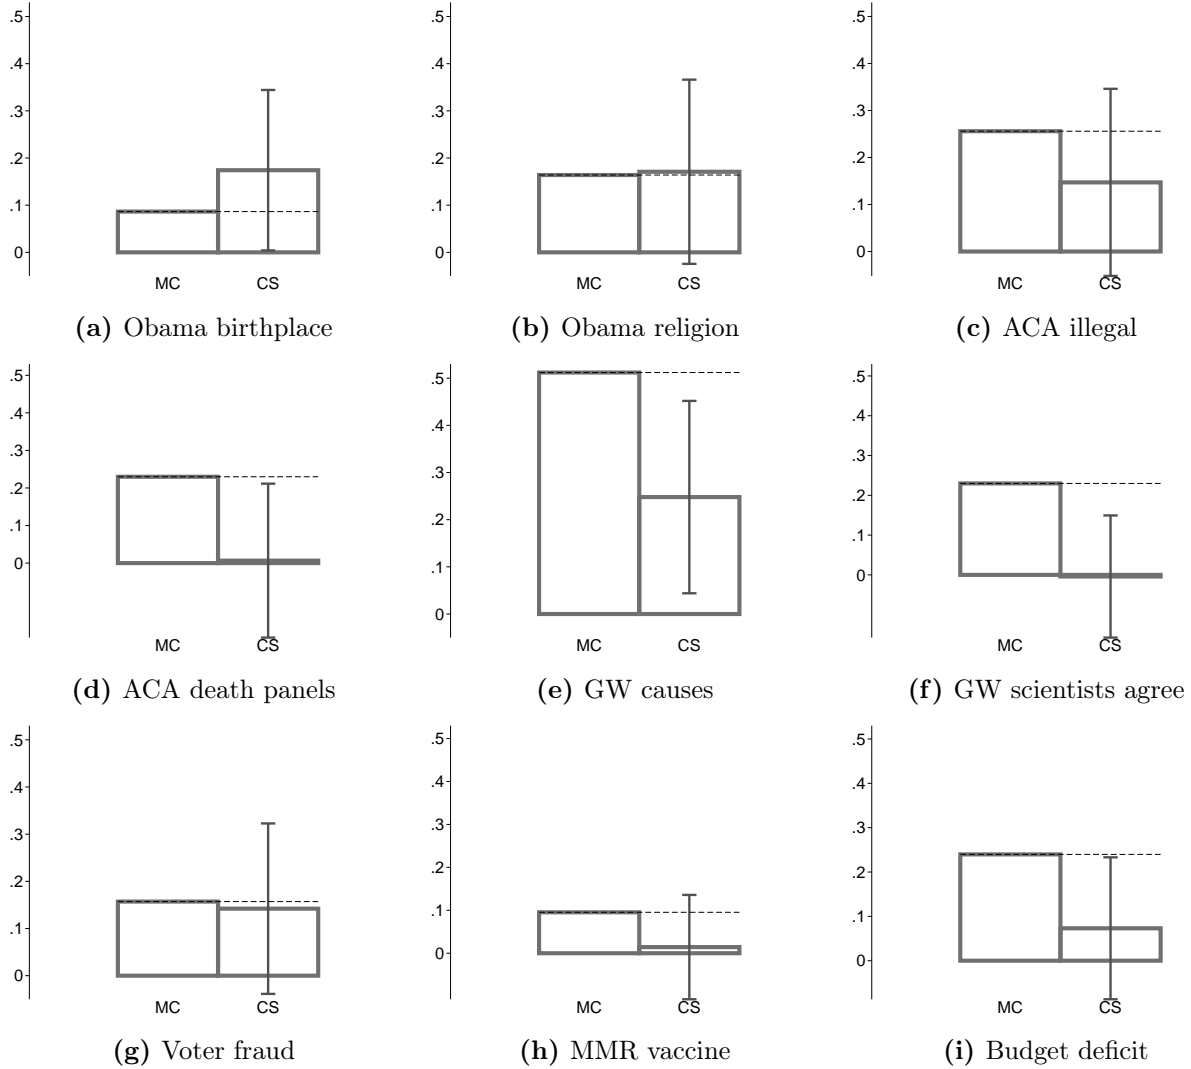 .5 .5 .5
.4 .4 .4
.3 .3 .3
.2 .2 .2
.1 .1 .1
0 0 0
MC CS MC CS MC CS
(a) Obama birthplace (b) Obama religion (c) ACA illegal
.5 .5 .5
.4 .4 .4
.3 .3 .3
.2 .2 .2
.1 .1 .1
0 0 0
MC CS MC CS MC CS
(d) ACA death panels (e) GW causes (f) GW scientists agree
.5 .5 .5
.4 .4 .4
.3 .3 .3
.2 .2 .2
.1 .1 .1
0 0 0
MC CS MC CS MC CS
(g) Voter fraud (h) MMR vaccine (i) Budget deficit